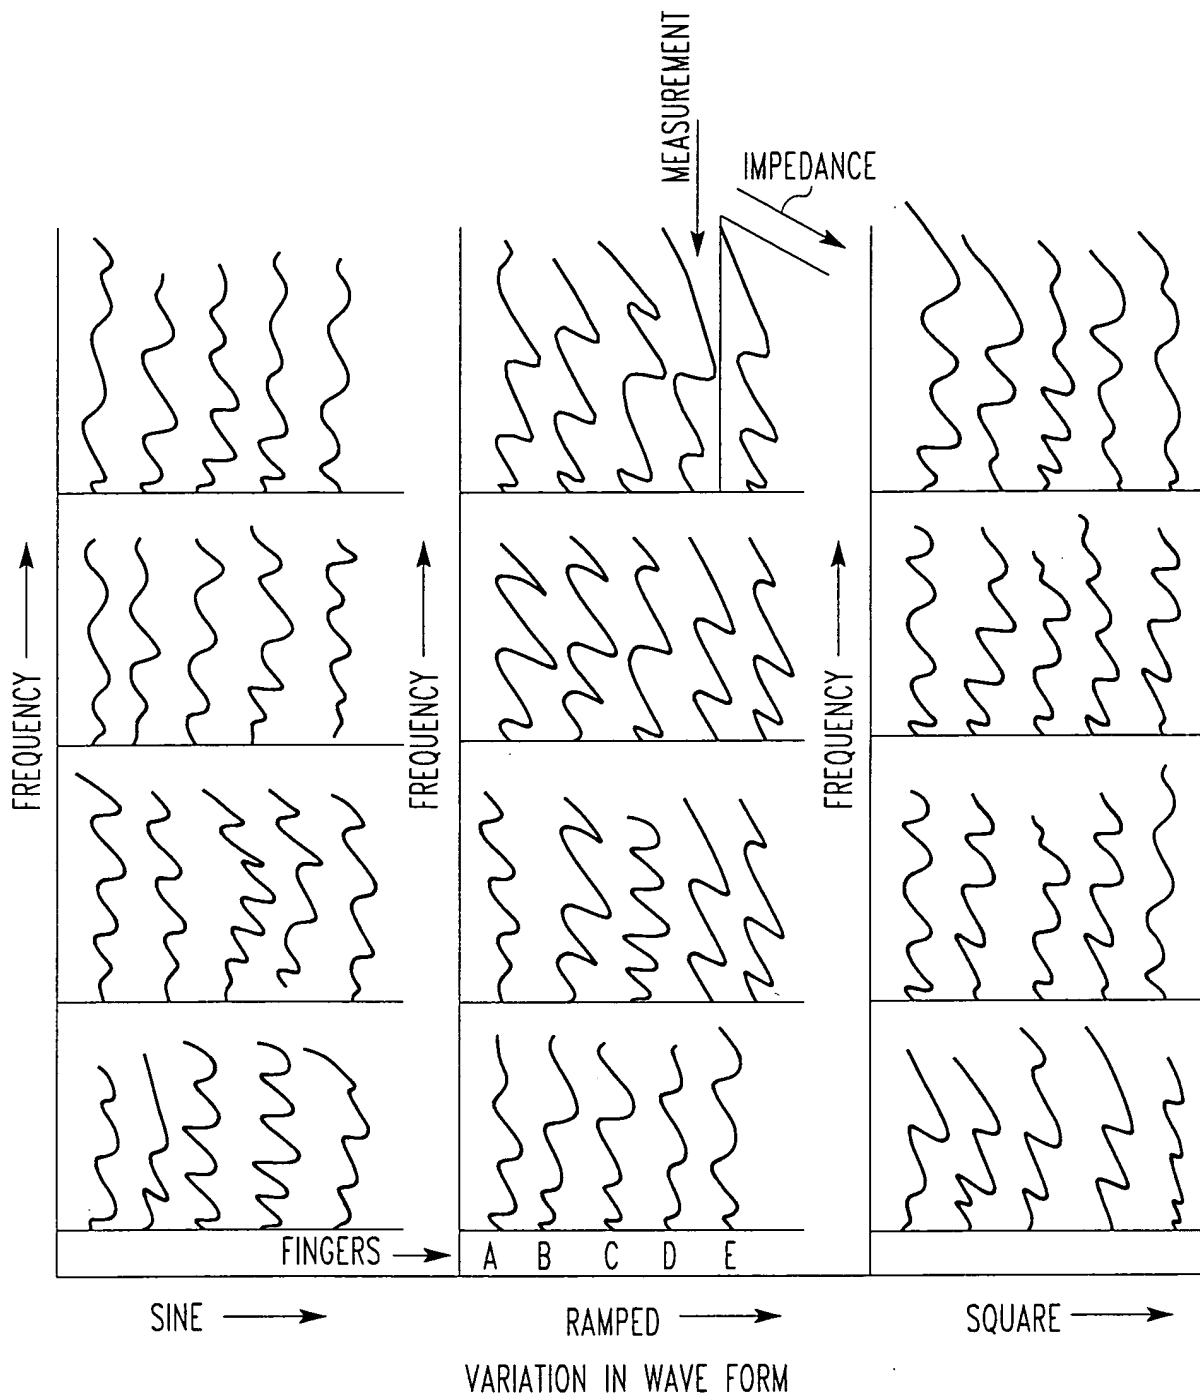 MEASUREMENT
IMPEDANCE
FREQUENCY
FREQUENCY
FREQUENCY
FINGERS
A B C D E
SINE
RAMPED
SQUARE
VARIATION IN WAVE FORM